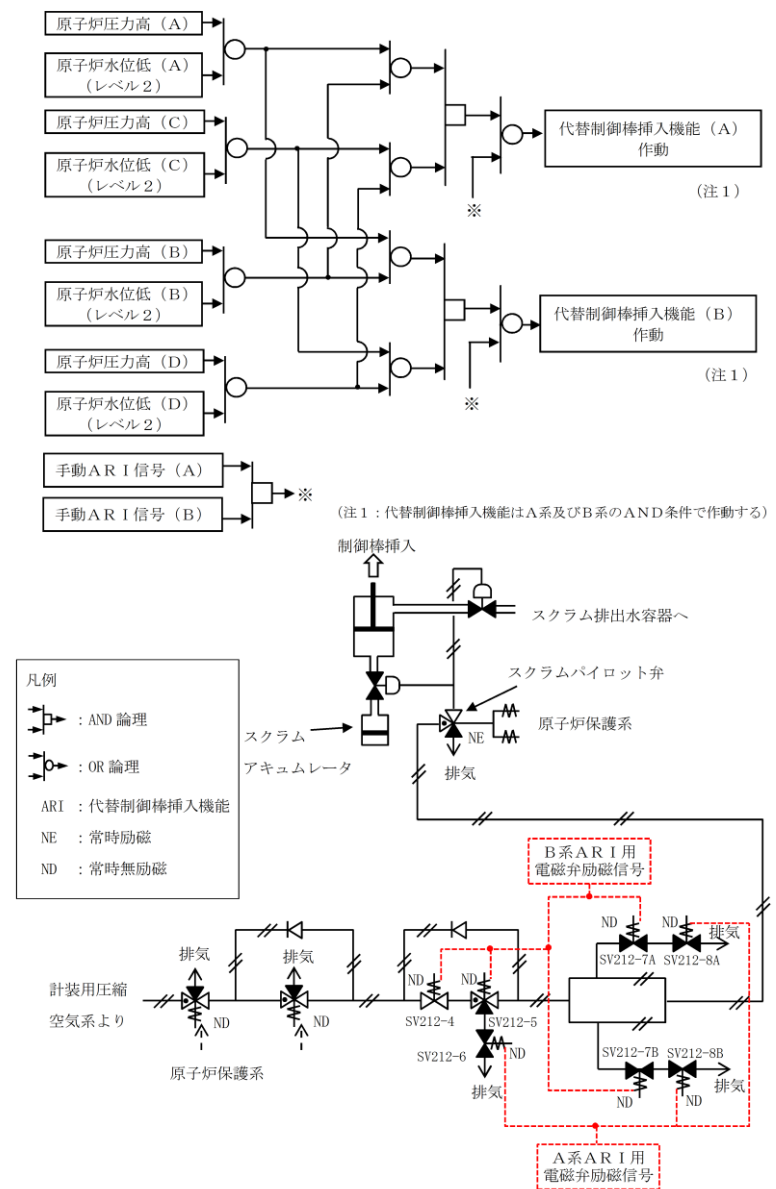 原子炉圧力高(A)
原子炉水位低(A)
(レベル2)
原子炉圧力高(C)
原子炉水位低(C)
(レベル2)
原子炉圧力高(B)
原子炉水位低(B)
(レベル2)
原子炉圧力高(D)
原子炉水位低(D)
(レベル2)
手動ARI信号(A)
手動ARI信号(B)
※
※
※
代替制御棒挿入機能(A)
作動
(注1)
代替制御棒挿入機能(B)
作動
(注1)
(注1:代替制御棒挿入機能はA系及びB系のAND条件で作動する)
制御棒挿入
スクラム排出水容器へ
スクラムパイロット弁
原子炉保護系
NE
排気
スクラム
アキュムレータ
凡例
:AND 論理
:OR 論理
ARI :代替制御棒挿入機能
NE :常時励磁
ND :常時無励磁
B系ARI用
電磁弁励磁信号
計装用圧縮
空気系より
排気
ND
排気
ND
原子炉保護系
ND
SV212-4
ND
SV212-5
SV212-6
ND
排気
ND
SV212-7A
ND
SV212-8A
排気
SV212-7B
ND
SV212-8B
ND
排気
A系ARI用
電磁弁励磁信号